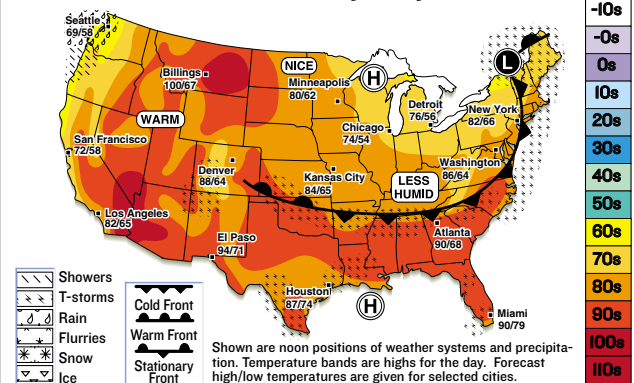 Seattle
69/58
Billings
100/67
NICE
Minneapolis
80/62
H
L
WARM
Detroit
76/56
New York
82/66
Chicago
74/54
San Francisco
72/58
Denver
88/64
Kansas City
84/65
Washington
86/64
LESS
HUMID
Los Angeles
82/65
El Paso
94/71
Atlanta
90/68
Houston
87/74
H
Miami
90/79
-10s
-0s
0s
10s
20s
30s
40s
50s
60s
70s
80s
90s
100s
110s
Showers
T-storms
Rain
Flurries
Snow
Ice
Cold Front
Warm Front
Stationary
Front
Shown are noon positions of weather systems and precipita-
tion. Temperature bands are highs for the day. Forecast
high/low temperatures are given for selected cities.